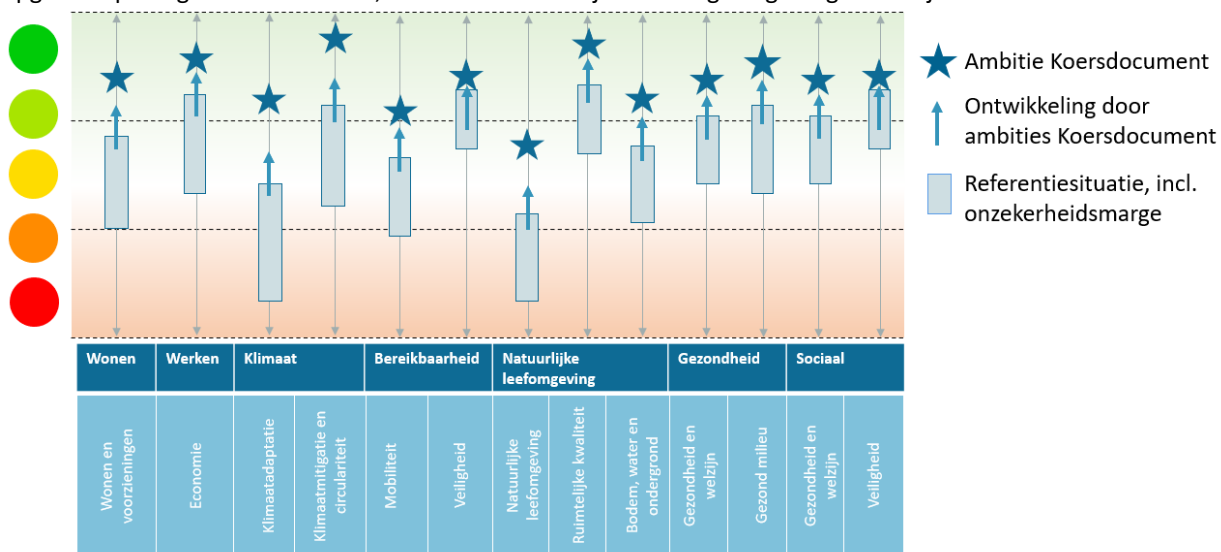 Ambitie Koersdocument
Ontwikkeling door
ambities Koersdocument
Referentiesituatie, incl.
onzekerheidsmarge
Wonen
Werken
Klimaat
Bereikbaarheid
Natuurlijke
leefomgeving
Gezondheid
Sociaal
Wonen en
voorzieningen
Economie
Klimaatadaptatie
Klimaatmitigatie en
circulariteit
Mobiliteit
Veiligheid
Natuurlijke
leefomgeving
Ruimtelijke kwaliteit
Bodem, water en
ondergrond
Gezondheid en
welzijn
Gezond milieu
Gezondheid en
welzijn
Veiligheid